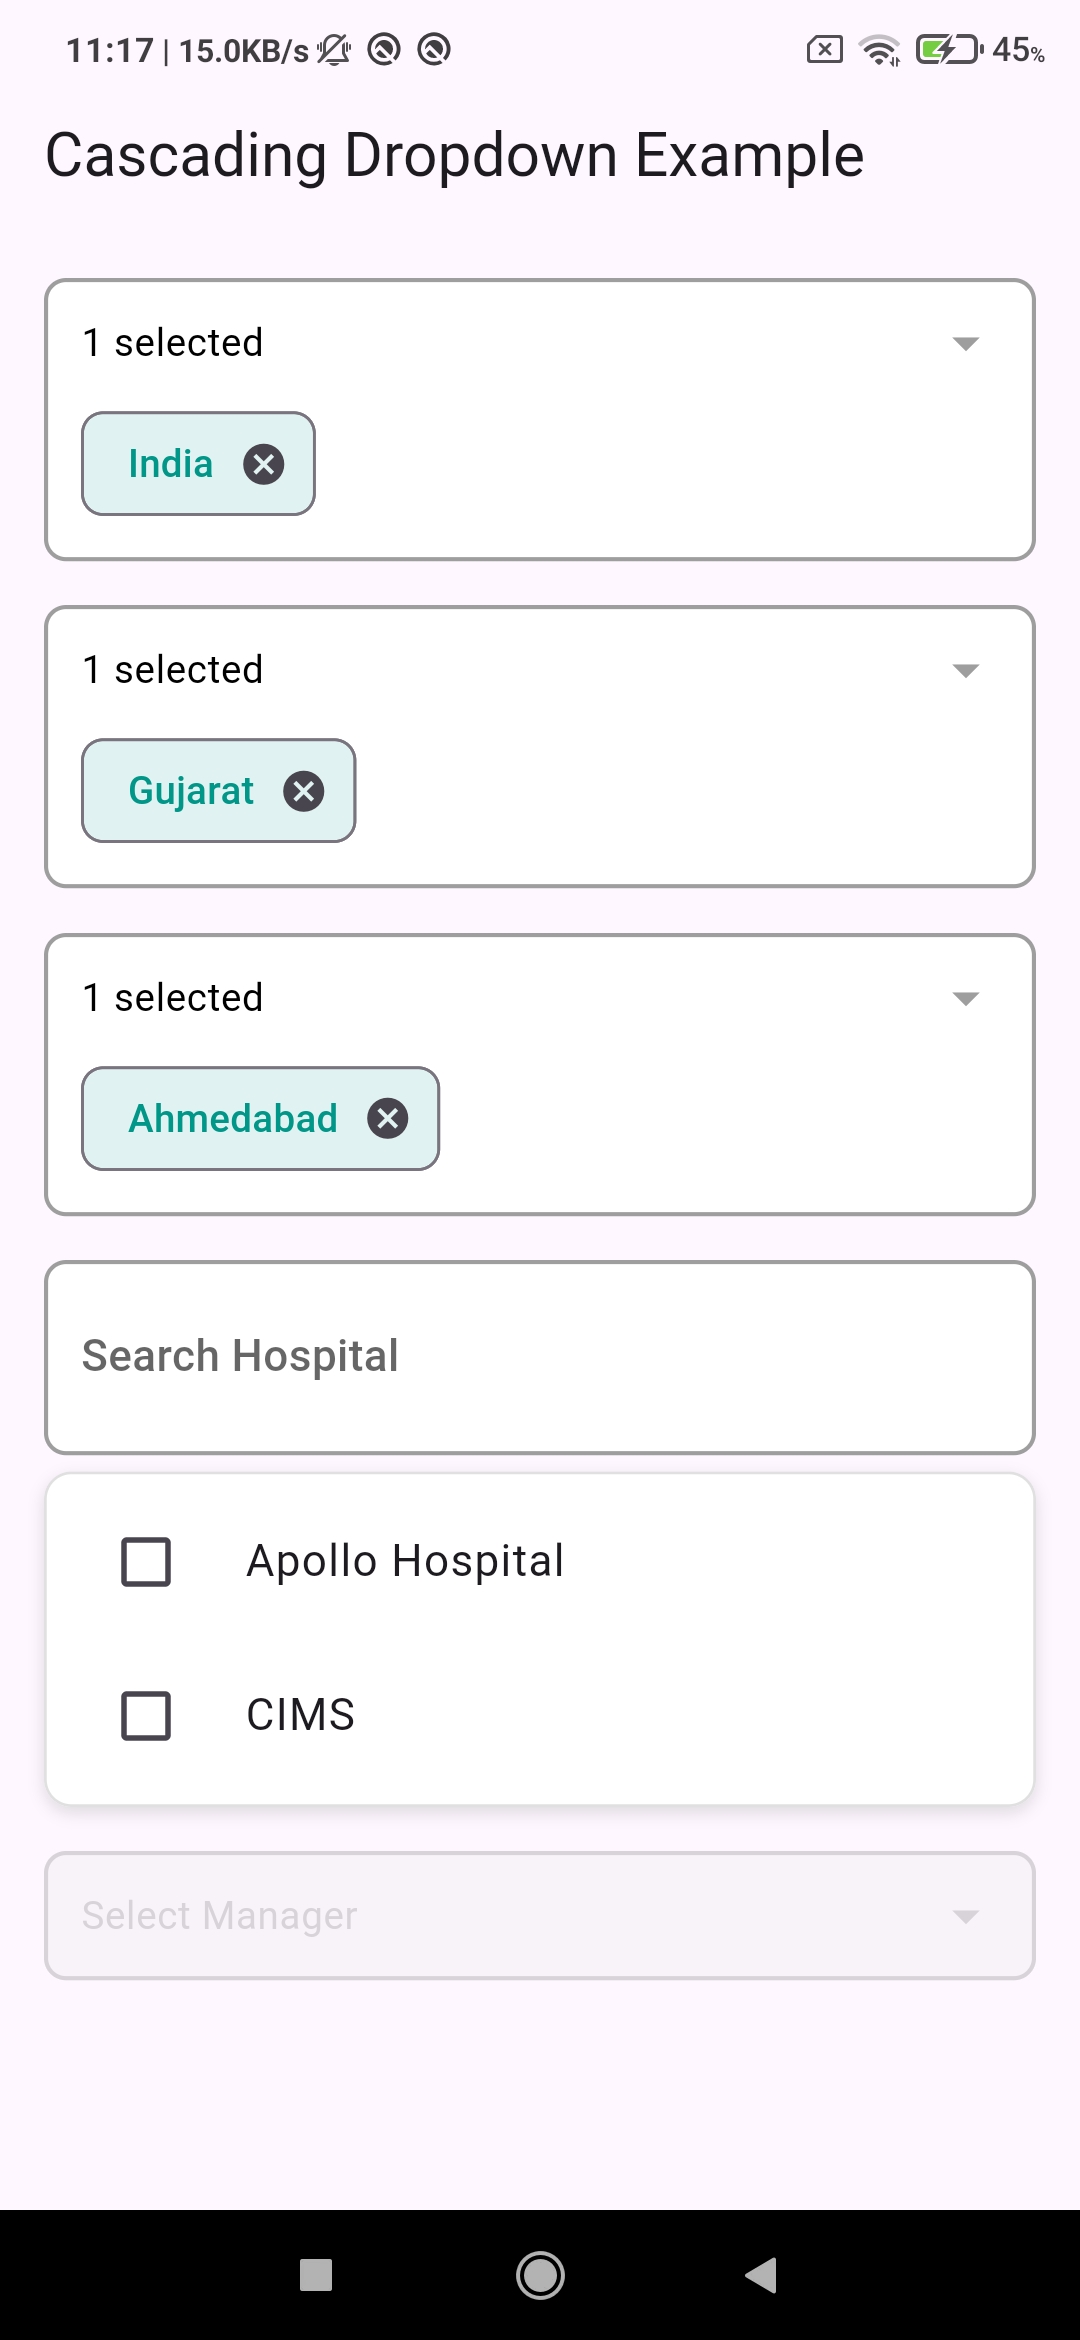 11:17 | 15.0KB/s 45%
Cascading Dropdown Example
1 selected
India
1 selected
Gujarat
1 selected
Ahmedabad
Search Hospital
Apollo Hospital
CIMS
Select Manager